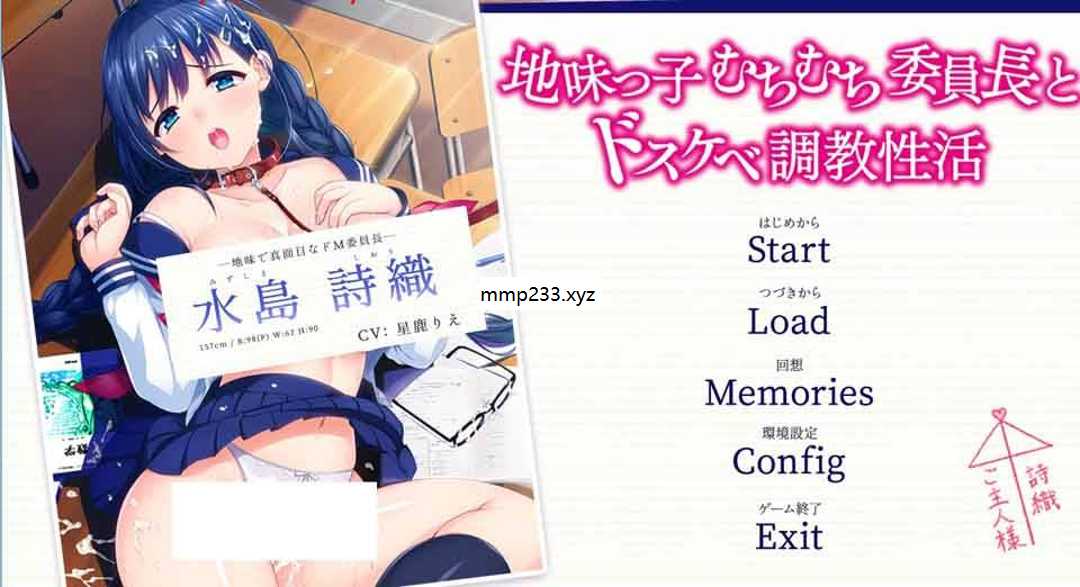 地味っ子むちむち委員長と
ドスケベ調教性活
―地味で真面目なドM委員長―
みずしま しおり
水島 詩織
157cm / B:98(P) W:62 H:90
CV: 星鹿りえ
mmp233.xyz
はじめから
Start
つづきから
Load
回想
Memories
環境設定
Config
ゲーム終了
Exit
詩織
ご主人様
数学